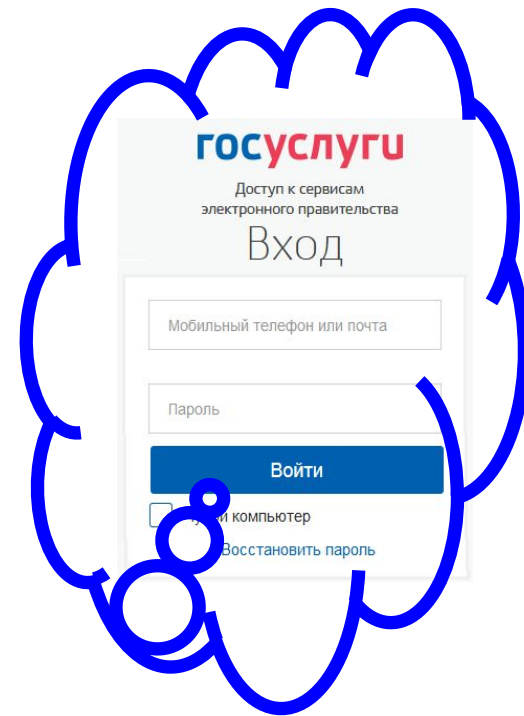 госуслуги
Доступ к сервисам
электронного правительства
Вход
Мобильный телефон или почта
Пароль
Войти
компьютер
Восстановить пароль